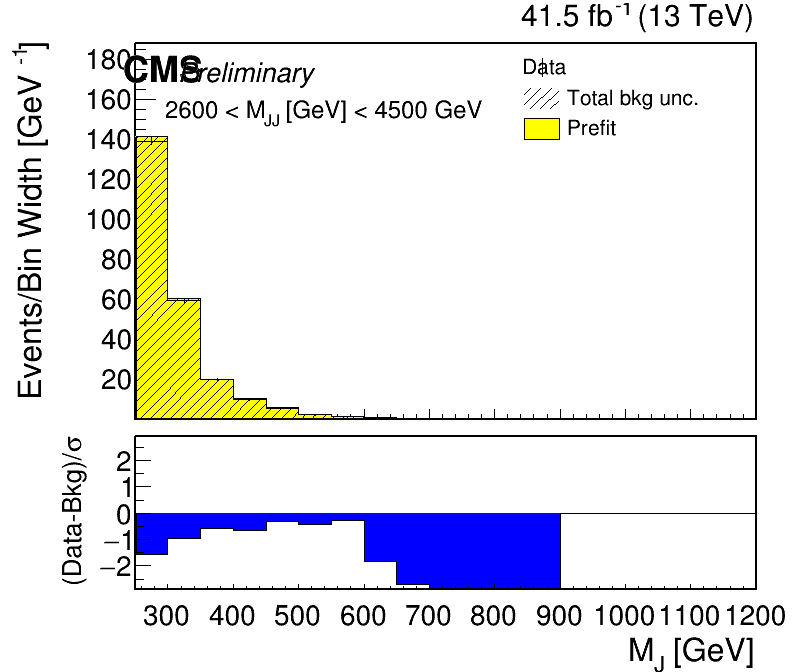 41.5 fb⁻¹ (13 TeV)
CMS Preliminary
2600 < M_JJ [GeV] < 4500 GeV
Data
Total bkg unc.
Prefit
Events/Bin Width [GeV⁻¹]
180
160
140
120
100
80
60
40
20
(Data-Bkg)/σ
2
1
0
−1
−2
300 400 500 600 700 800 900 1000 1100 1200
M_J [GeV]